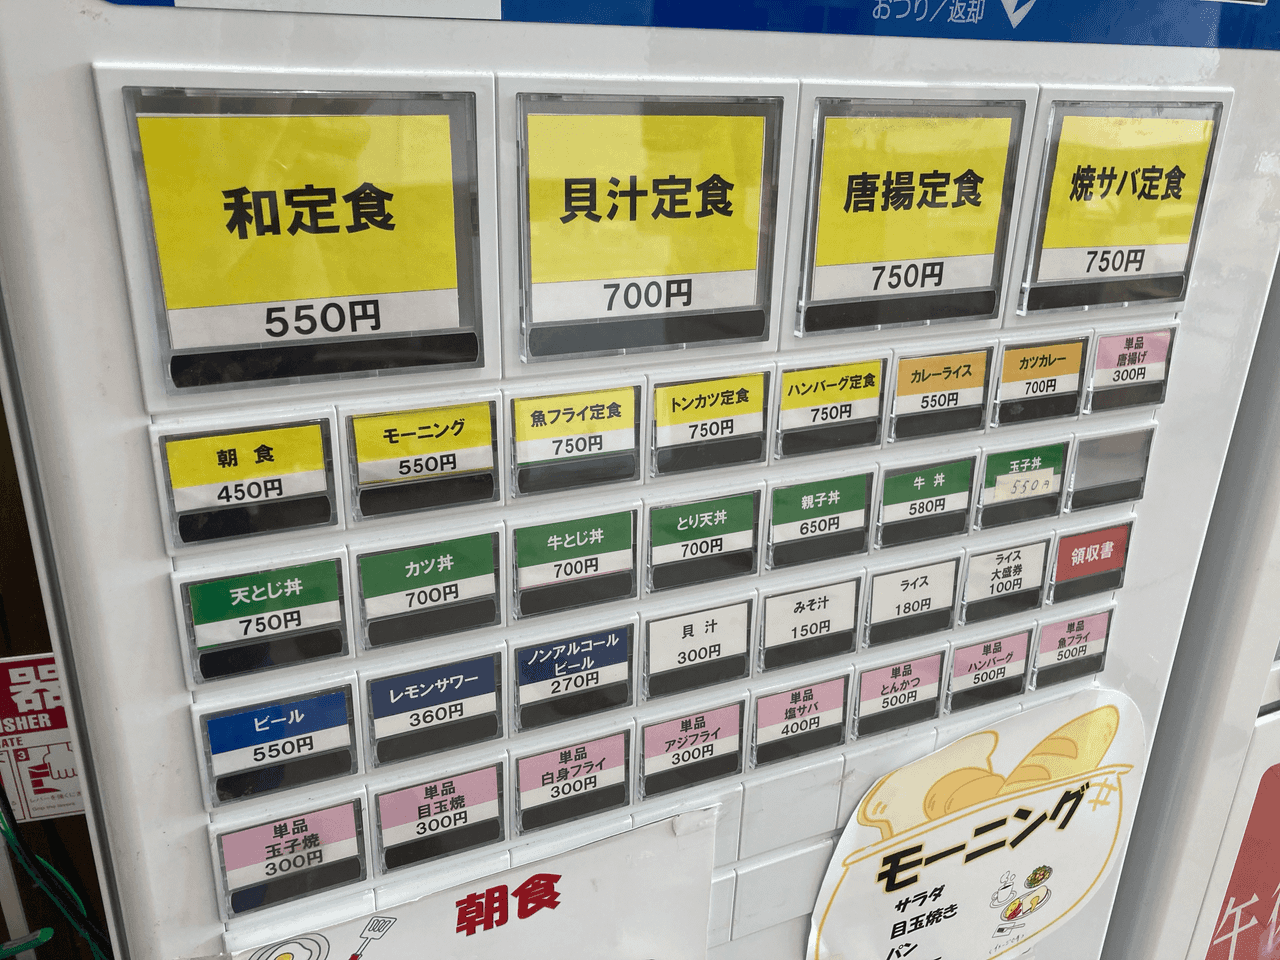 おつり/返却
和定食
550円
貝汁定食
700円
唐揚定食
750円
焼サバ定食
750円
朝 食
450円
モーニング
550円
魚フライ定食
750円
トンカツ定食
750円
ハンバーグ定食
750円
カレーライス
550円
カツカレー
700円
単品
唐揚げ
300円
天とじ丼
750円
カツ丼
700円
牛とじ丼
700円
とり天丼
700円
親子丼
650円
牛 丼
580円
玉子丼
550円
ビール
550円
レモンサワー
360円
ノンアルコール
ビール
270円
貝 汁
300円
みそ汁
150円
ライス
180円
ライス
大盛券
100円
領収書
単品
玉子焼
300円
単品
目玉焼
300円
単品
白身フライ
300円
単品
アジフライ
300円
単品
塩サバ
400円
単品
とんかつ
500円
単品
ハンバーグ
500円
単品
魚フライ
500円
朝食
モーニング
サラダ
目玉焼き
パン
器
3
午